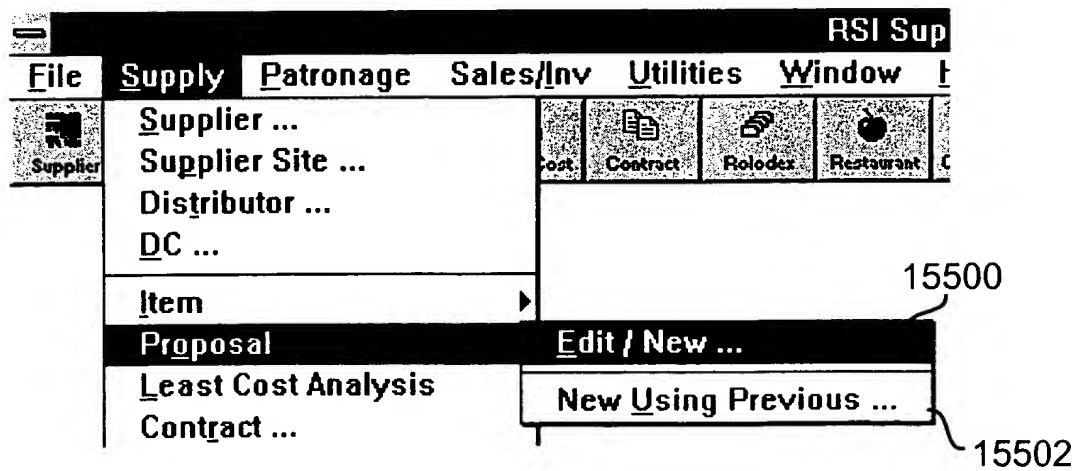 RSI Sup
File Supply Patronage Sales/Inv Utilities Window
Supplier Cost. Contract Rolodex Restaurant
Supplier ...
Supplier Site ...
Distributor ...
DC ...
Item
Proposal
Least Cost Analysis
Contract ...
15500
Edit / New ...
New Using Previous ...
15502